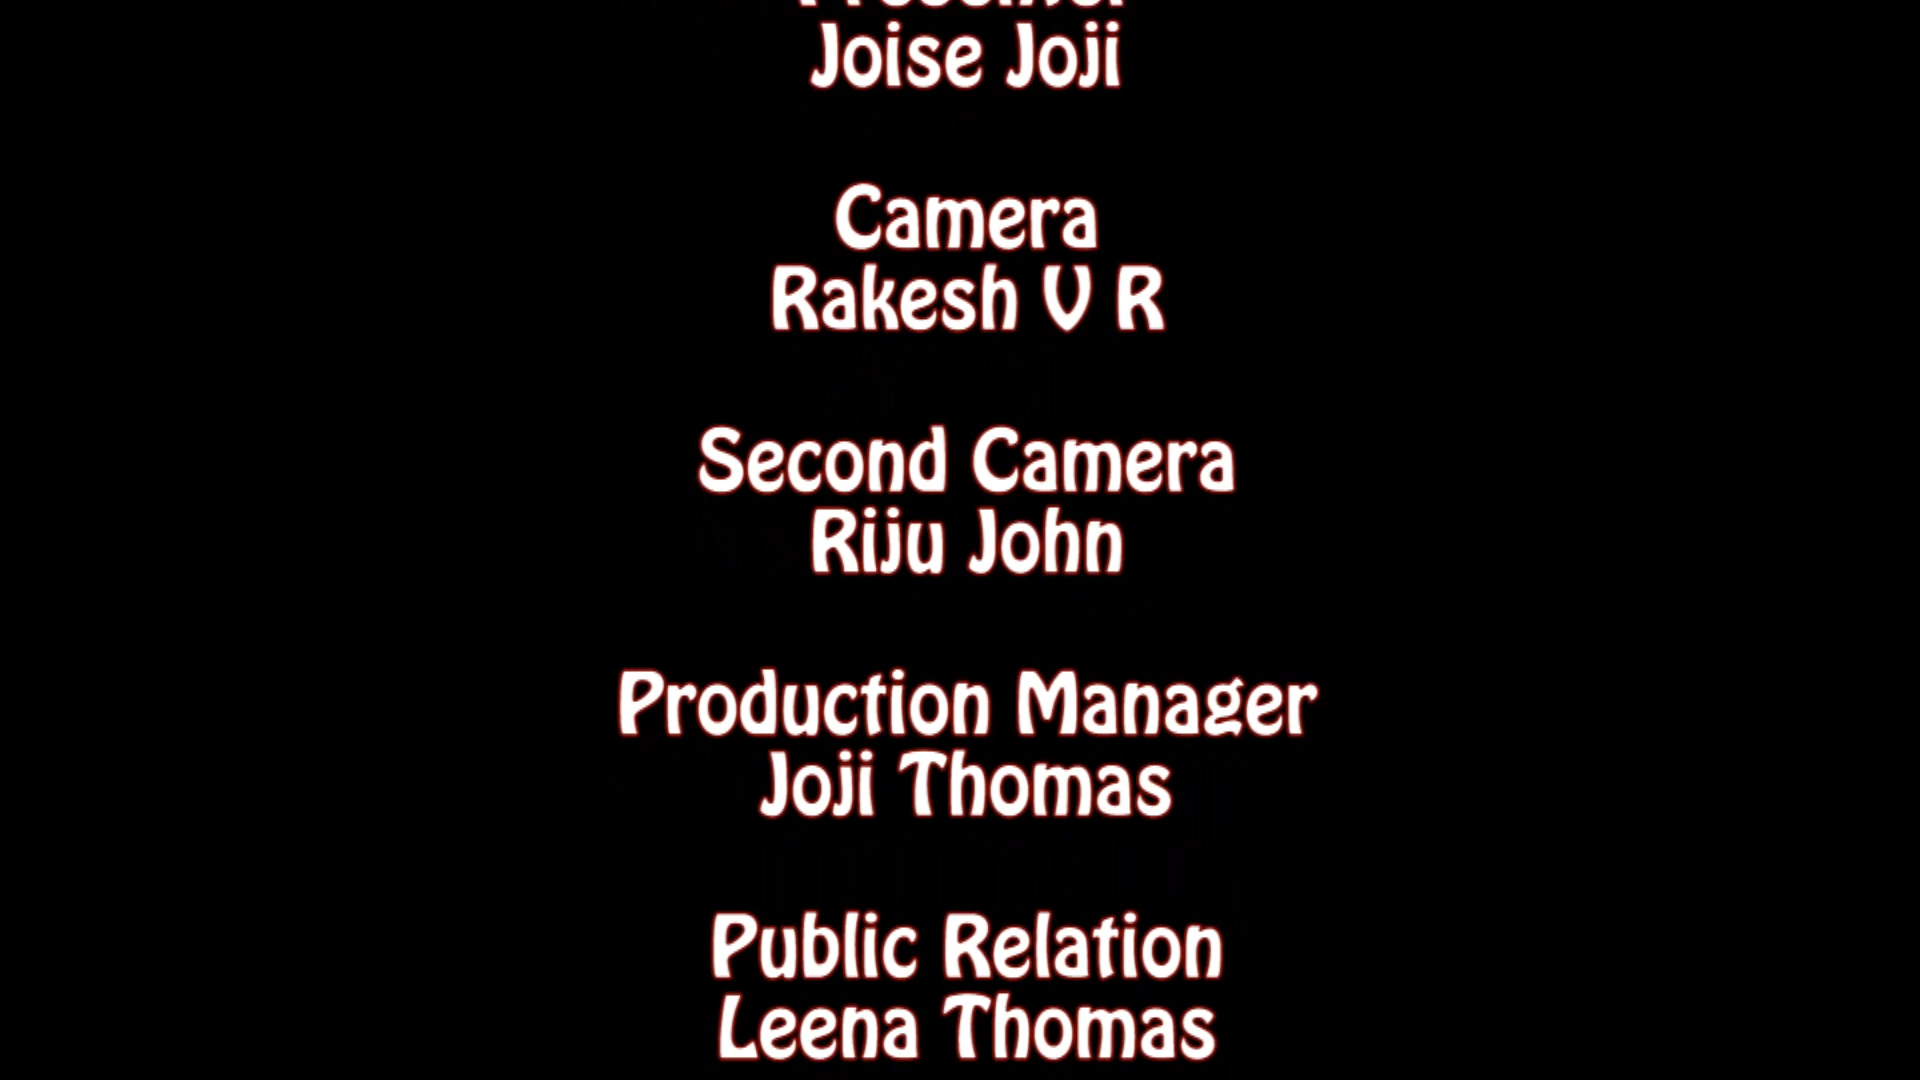 Joise Joji
Camera
Rakesh V R
Second Camera
Riju John
Production Manager
Joji Thomas
Public Relation
Leena Thomas